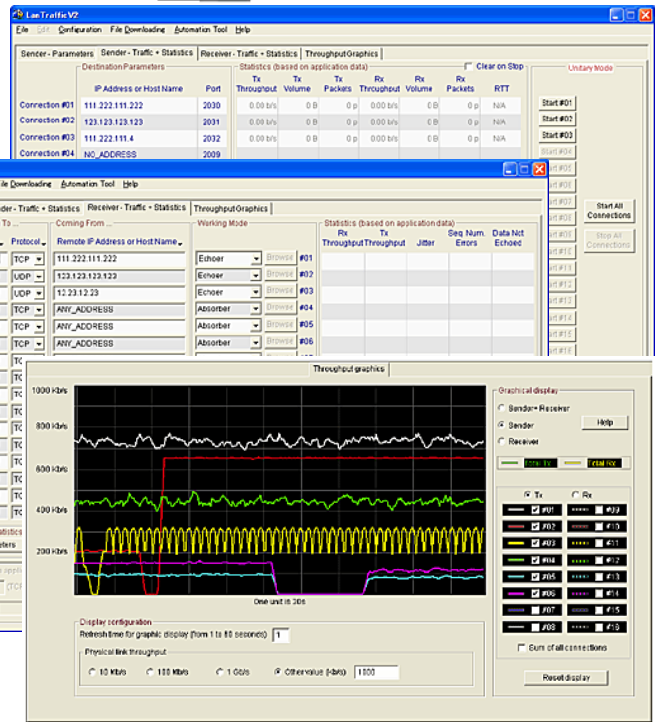 LanTrafficV2
File Edit Configuration File Downloading Automation Tool Help
Sender - Parameters Sender - Traffic + Statistics Receiver - Traffic + Statistics Throughput Graphics
Destination Parameters Statistics (based on application data) Clear on Stop Unitary Mode
IP Address or Host Name Port Tx Throughput Tx Volume Tx Packets Rx Throughput Rx Volume Rx Packets RTT
Connection #01 111.222.111.222 2030 0.00 b/s 0 B 0 p 0.00 b/s 0 B 0 p N/A Start #01
Connection #02 123.123.123.123 2031 0.00 b/s 0 B 0 p 0.00 b/s 0 B 0 p N/A Start #02
Connection #03 111.222.111.4 2032 0.00 b/s 0 B 0 p 0.00 b/s 0 B 0 p N/A Start #03
Connection #04 NO_ADDRESS 2009 Start #04
Start All Connections
Stop All Connections
File Downloading Automation Tool Help
Sender - Traffic + Statistics Receiver - Traffic + Statistics Throughput Graphics
To ... Coming From ... Working Mode Statistics (based on application data)
Protocol Remote IP Address or Host Name Rx Throughput Tx Throughput Jitter Seq Num. Errors Data Not Echoed
TCP 111.222.111.222 Echoer Browse #01
UDP 123.123.123.123 Echoer Browse #02
UDP 12.23.12.23 Echoer Browse #03
TCP ANY_ADDRESS Absorber Browse #04
TCP ANY_ADDRESS Absorber Browse #05
TCP ANY_ADDRESS Absorber Browse #06
Throughput graphics
1000 kb/s
800 kb/s
600 kb/s
400 kb/s
200 kb/s
One unit is 30s
Graphical display
Sender+ Receiver
Sender Help
Receiver
Total Tx Total Rx
Tx Rx
#01 #09
#02 #10
#03 #11
#04 #12
#05 #13
#06 #14
#07 #15
#08 #16
Sum of all connections
Reset display
Display configuration
Refresh time for graphic display (from 1 to 60 seconds) 1
Physical link throughput
10 Mb/s 100 Mb/s 1 Gb/s Other value (kb/s) 1000